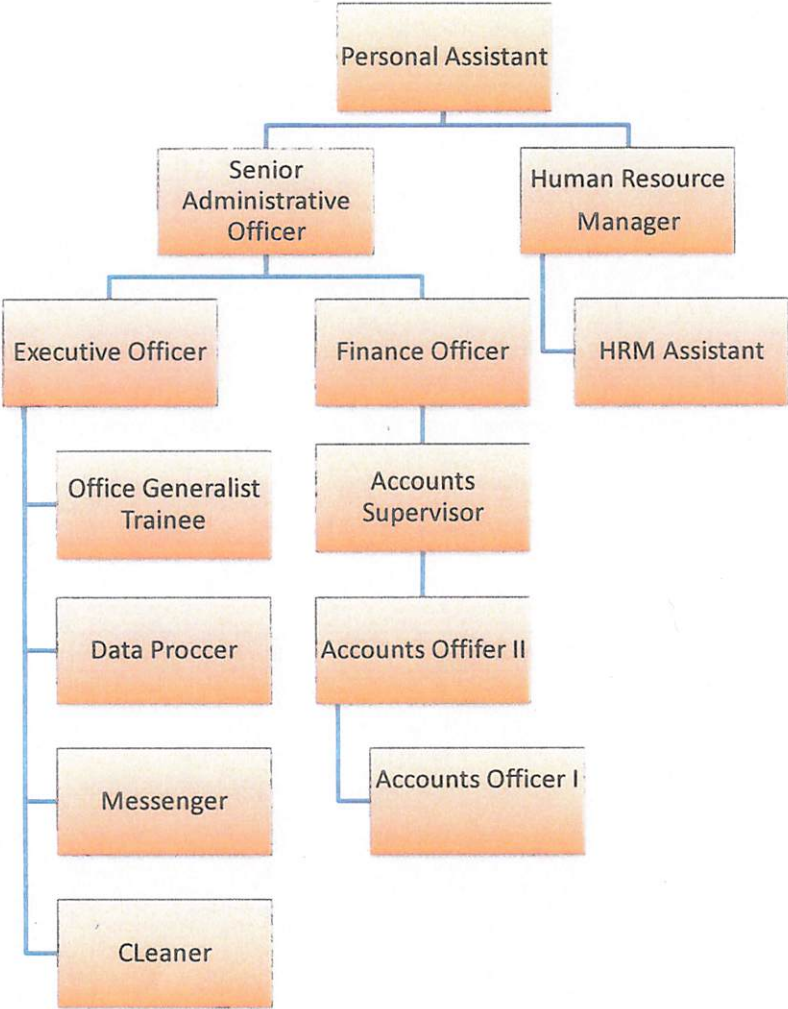 Personal Assistant
Senior
Administrative
Officer
Human Resource
Manager
Executive Officer
Finance Officer
HRM Assistant
Office Generalist
Trainee
Accounts
Supervisor
Data Proccer
Accounts Offifer II
Messenger
Accounts Officer I
CLeaner